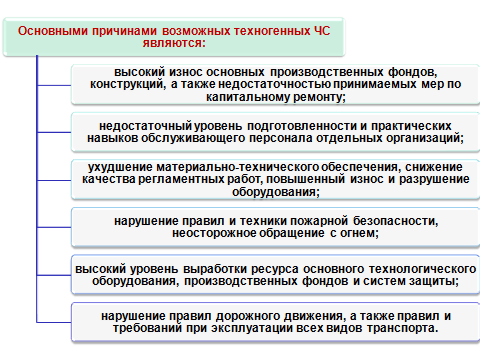 Основными причинами возможных техногенных ЧС
являются:
высокий износ основных производственных фондов,
конструкций, а также недостаточностью принимаемых мер по
капитальному ремонту;
недостаточный уровень подготовленности и практических
навыков обслуживающего персонала отдельных организаций;
ухудшение материально-технического обеспечения, снижение
качества регламентных работ, повышенный износ и разрушение
оборудования;
нарушение правил и техники пожарной безопасности,
неосторожное обращение с огнем;
высокий уровень выработки ресурса основного технологического
оборудования, производственных фондов и систем защиты;
нарушение правил дорожного движения, а также правил и
требований при эксплуатации всех видов транспорта.